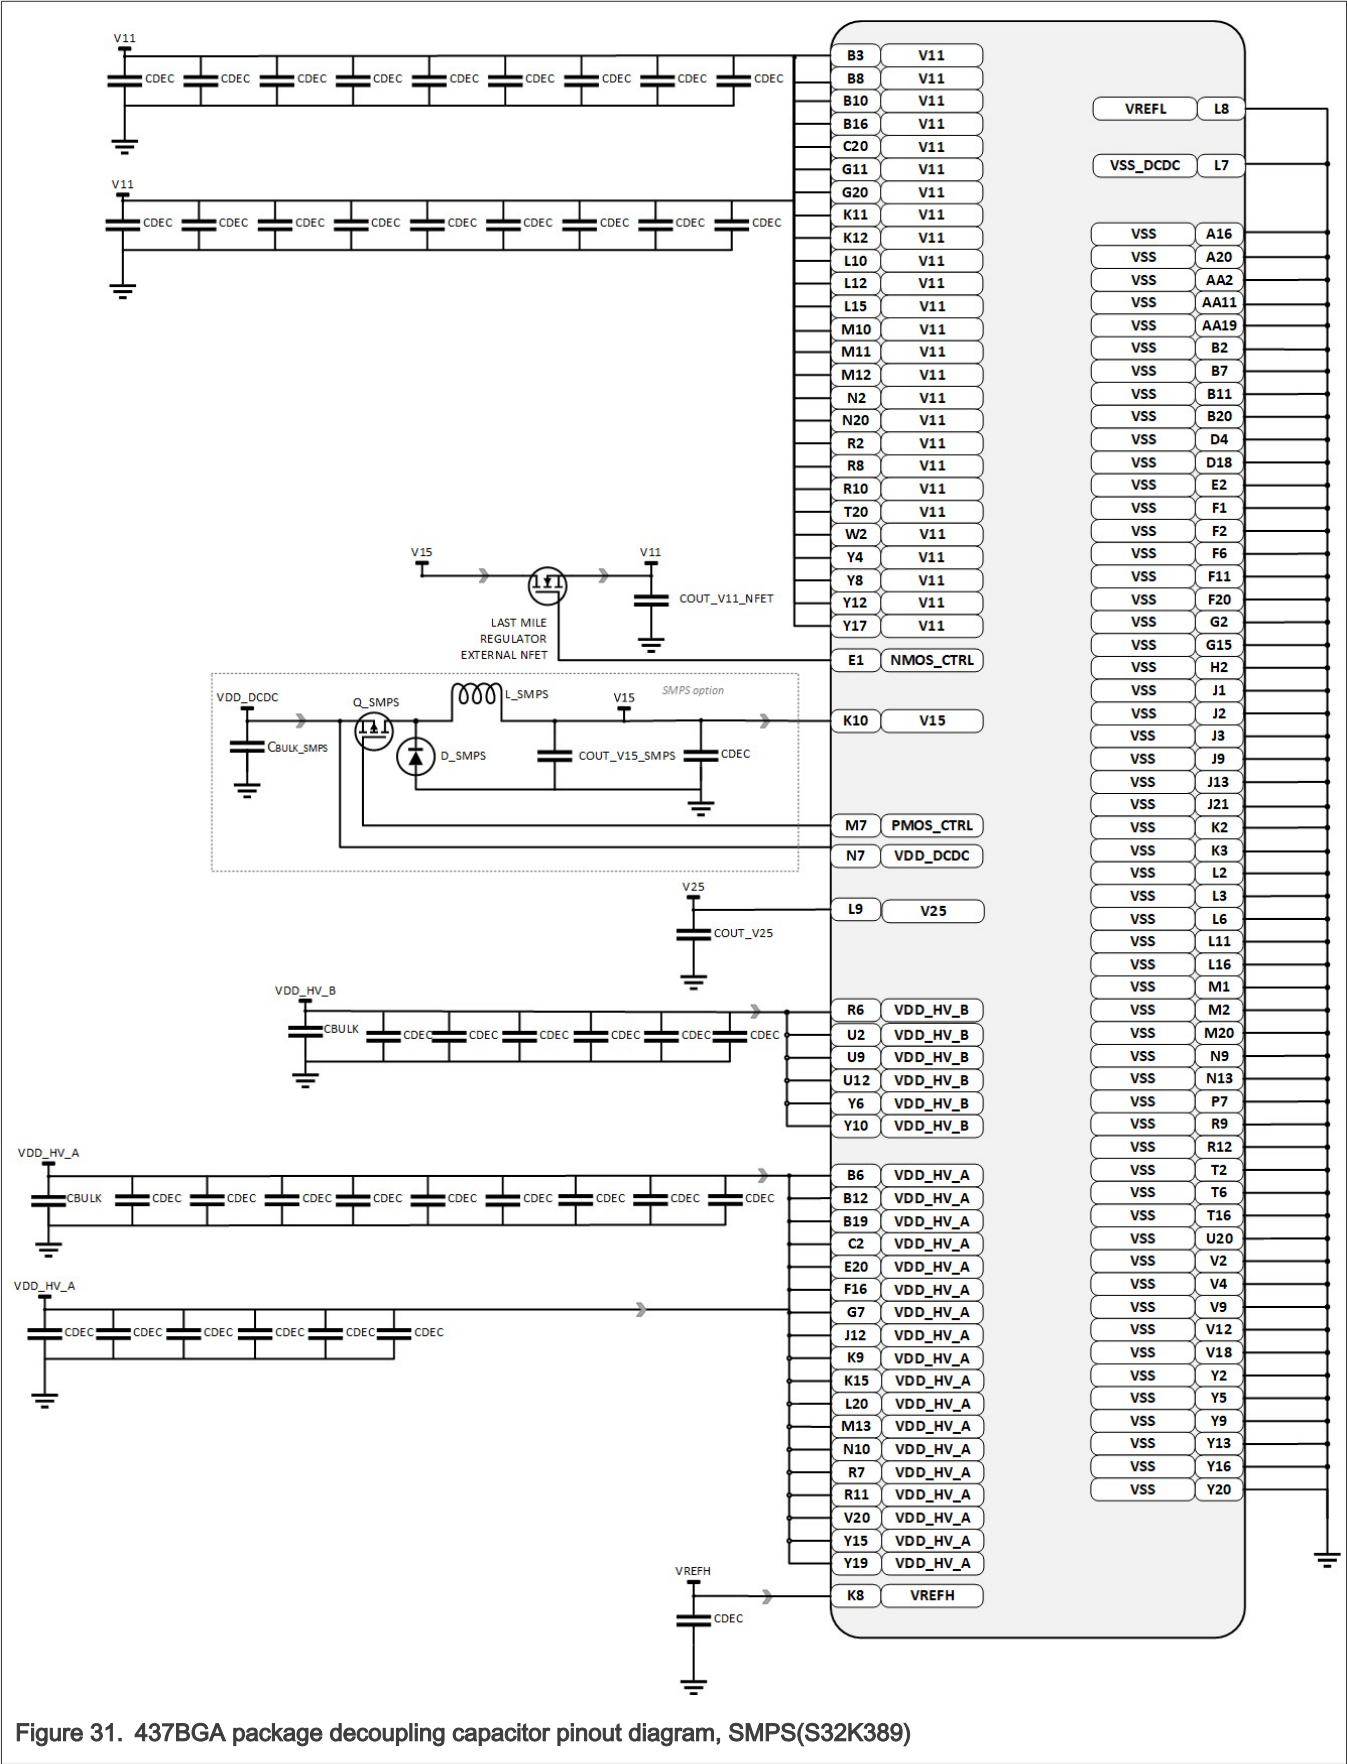 V11
CDEC CDEC CDEC CDEC CDEC CDEC CDEC CDEC CDEC
V11
CDEC CDEC CDEC CDEC CDEC CDEC CDEC CDEC CDEC
B3 V11
B8 V11
B10 V11
B16 V11
C20 V11
G11 V11
G20 V11
K11 V11
K12 V11
L10 V11
L12 V11
L15 V11
M10 V11
M11 V11
M12 V11
N2 V11
N20 V11
R2 V11
R8 V11
R10 V11
T20 V11
W2 V11
Y4 V11
Y8 V11
Y12 V11
Y17 V11
V15
V11
COUT_V11_NFET
LAST MILE
REGULATOR
EXTERNAL NFET
E1 NMOS_CTRL
SMPS option
VDD_DCDC
Q_SMPS
L_SMPS
V15
CBULK_SMPS
D_SMPS
COUT_V15_SMPS
CDEC
K10 V15
M7 PMOS_CTRL
N7 VDD_DCDC
V25
COUT_V25
L9 V25
VDD_HV_B
CBULK CDEC CDEC CDEC CDEC CDEC CDEC
R6 VDD_HV_B
U2 VDD_HV_B
U9 VDD_HV_B
U12 VDD_HV_B
Y6 VDD_HV_B
Y10 VDD_HV_B
VDD_HV_A
CBULK CDEC CDEC CDEC CDEC CDEC CDEC CDEC CDEC CDEC
VDD_HV_A
CDEC CDEC CDEC CDEC CDEC CDEC
B6 VDD_HV_A
B12 VDD_HV_A
B19 VDD_HV_A
C2 VDD_HV_A
E20 VDD_HV_A
F16 VDD_HV_A
G7 VDD_HV_A
J12 VDD_HV_A
K9 VDD_HV_A
K15 VDD_HV_A
L20 VDD_HV_A
M13 VDD_HV_A
N10 VDD_HV_A
R7 VDD_HV_A
R11 VDD_HV_A
V20 VDD_HV_A
Y15 VDD_HV_A
Y19 VDD_HV_A
VREFH
CDEC
K8 VREFH
VREFL L8
VSS_DCDC L7
VSS A16
VSS A20
VSS AA2
VSS AA11
VSS AA19
VSS B2
VSS B7
VSS B11
VSS B20
VSS D4
VSS D18
VSS E2
VSS F1
VSS F2
VSS F6
VSS F11
VSS F20
VSS G2
VSS G15
VSS H2
VSS J1
VSS J2
VSS J3
VSS J9
VSS J13
VSS J21
VSS K2
VSS K3
VSS L2
VSS L3
VSS L6
VSS L11
VSS L16
VSS M1
VSS M2
VSS M20
VSS N9
VSS N13
VSS P7
VSS R9
VSS R12
VSS T2
VSS T6
VSS T16
VSS U20
VSS V2
VSS V4
VSS V9
VSS V12
VSS V18
VSS Y2
VSS Y5
VSS Y9
VSS Y13
VSS Y16
VSS Y20
Figure 31. 437BGA package decoupling capacitor pinout diagram, SMPS(S32K389)